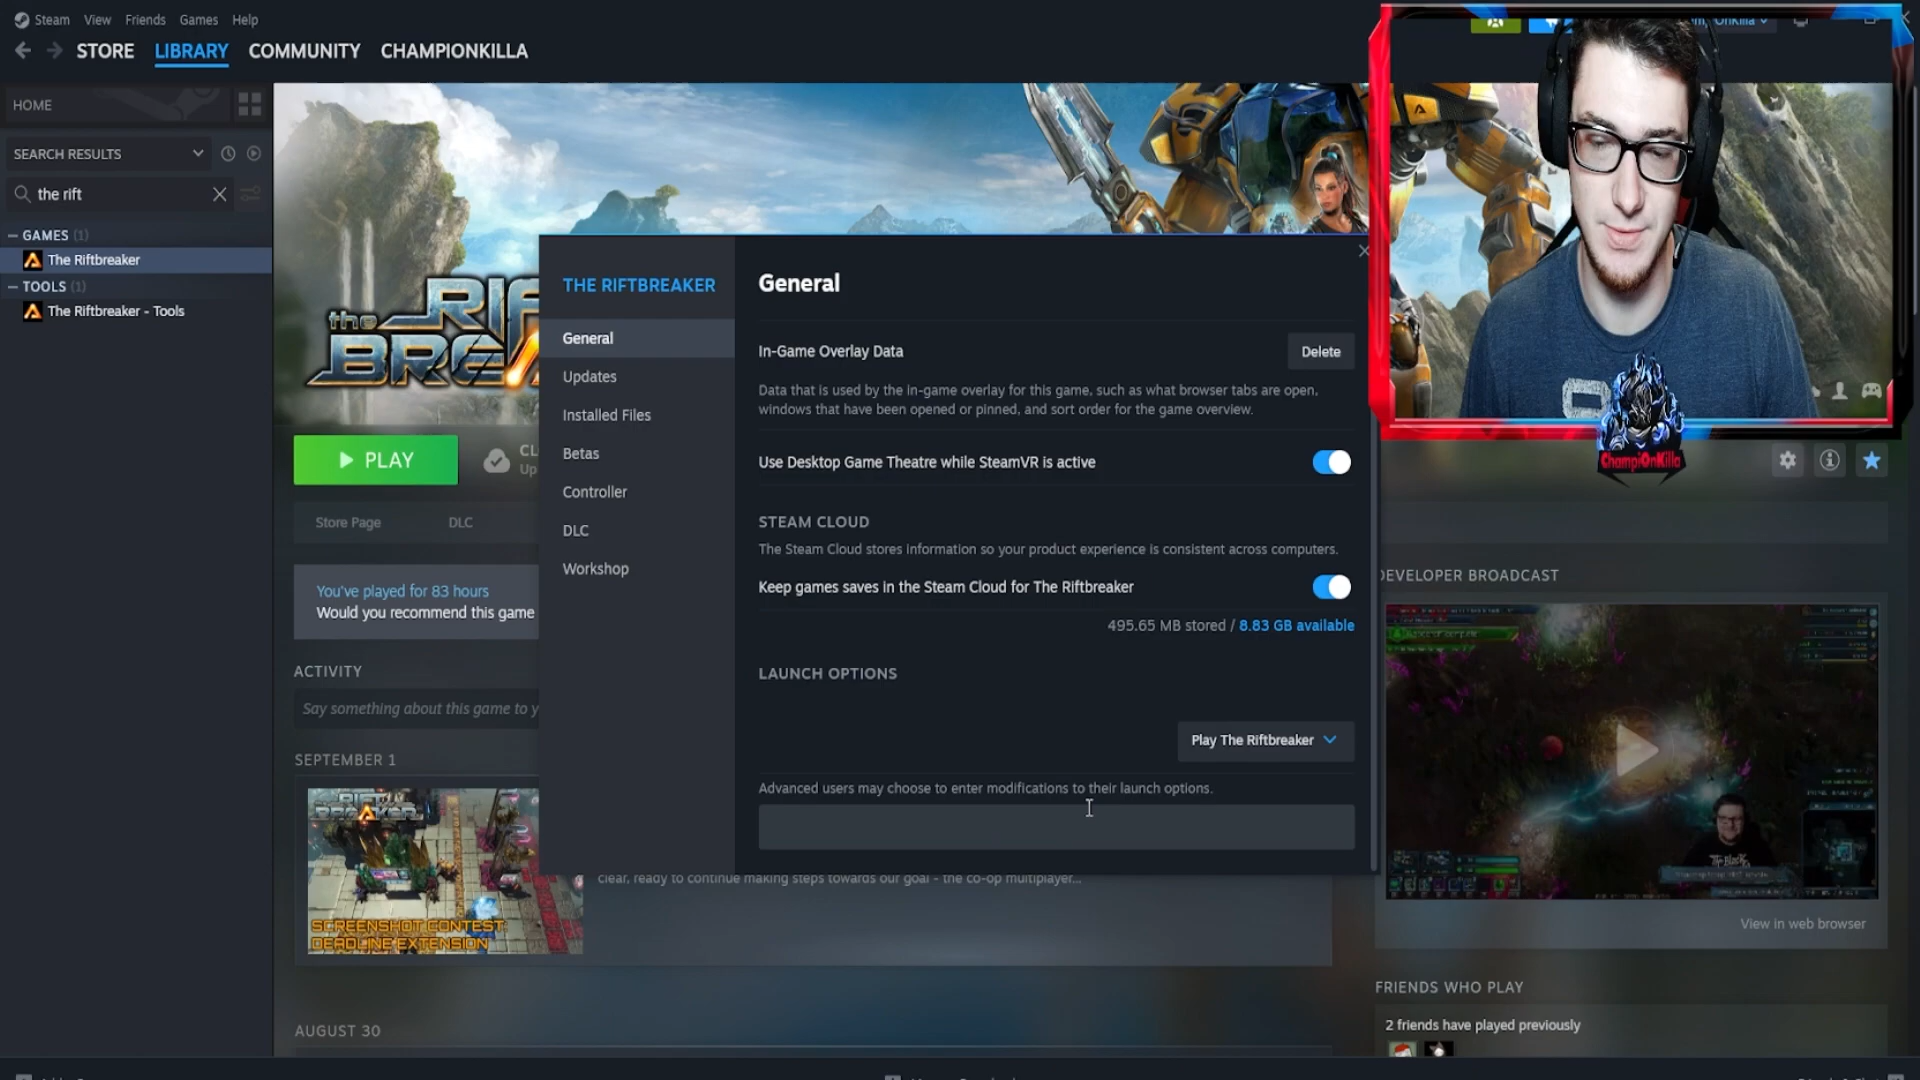 Steam View Friends Games Help
STORE LIBRARY COMMUNITY CHAMPIONKILLA
HOME
SEARCH RESULTS
the rift
GAMES (1)
The Riftbreaker
TOOLS (1)
The Riftbreaker - Tools
the
PLAY
Store Page DLC
You've played for 83 hours
Would you recommend this game
ACTIVITY
Say something about this game to y
SEPTEMBER 1
SCREENSHOT CONTEST:
DEADLINE EXTENSION
clear, ready to continue making steps towards our goal - the co-op multiplayer...
AUGUST 30
THE RIFTBREAKER
General
Updates
Installed Files
Betas
Controller
DLC
Workshop
General
In-Game Overlay Data
Delete
Data that is used by the in-game overlay for this game, such as what browser tabs are open,
windows that have been opened or pinned, and sort order for the game overview.
Use Desktop Game Theatre while SteamVR is active
STEAM CLOUD
The Steam Cloud stores information so your product experience is consistent across computers.
Keep games saves in the Steam Cloud for The Riftbreaker
495.65 MB stored / 8.83 GB available
LAUNCH OPTIONS
Play The Riftbreaker
Advanced users may choose to enter modifications to their launch options.
ChampiOnKilla
DEVELOPER BROADCAST
View in web browser
FRIENDS WHO PLAY
2 friends have played previously